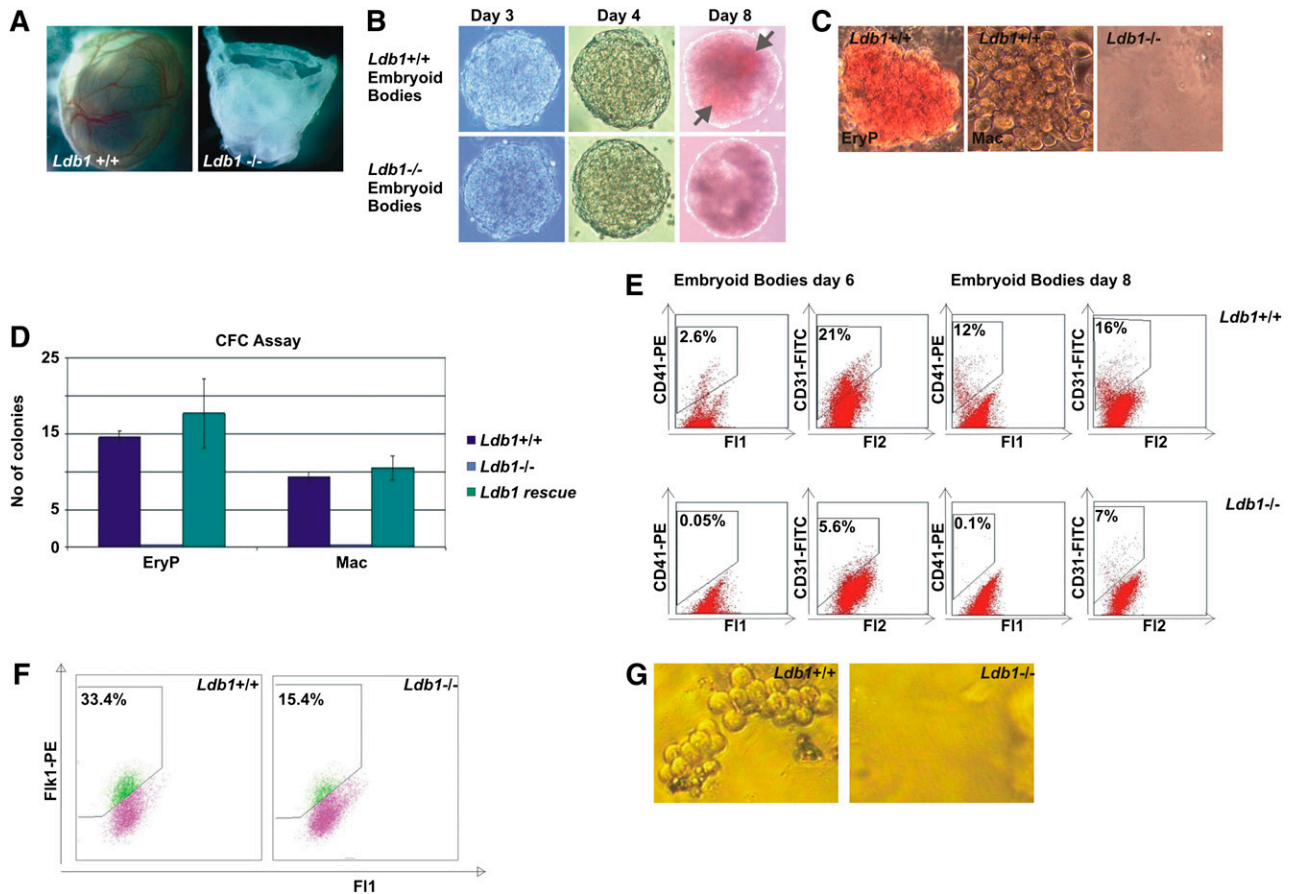 A
Ldb1 +/+
Ldb1 -/-
B
Day 3
Day 4
Day 8
Ldb1+/+
Embryoid
Bodies
Ldb1-/-
Embryoid
Bodies
C
Ldb1+/+
EryP
Ldb1+/+
Mac
Ldb1-/-
D
CFC Assay
No of colonies
25
15
5
0
EryP
Mac
Ldb1+/+
Ldb1-/-
Ldb1 rescue
E
Embryoid Bodies day 6
Embryoid Bodies day 8
Ldb1+/+
CD41-PE
2.6%
Fl1
CD31-FITC
21%
Fl2
CD41-PE
12%
Fl1
CD31-FITC
16%
Fl2
Ldb1-/-
CD41-PE
0.05%
Fl1
CD31-FITC
5.6%
Fl2
CD41-PE
0.1%
Fl1
CD31-FITC
7%
Fl2
F
Flk1-PE
33.4%
Ldb1+/+
15.4%
Ldb1-/-
Fl1
G
Ldb1+/+
Ldb1-/-